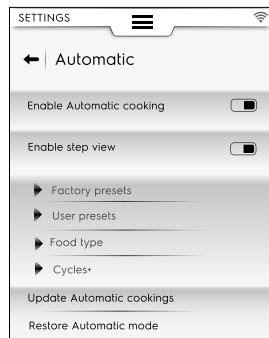 SETTINGS
Automatic
Enable Automatic cooking
Enable step view
Factory presets
User presets
Food type
Cycles+
Update Automatic cookings
Restore Automatic mode